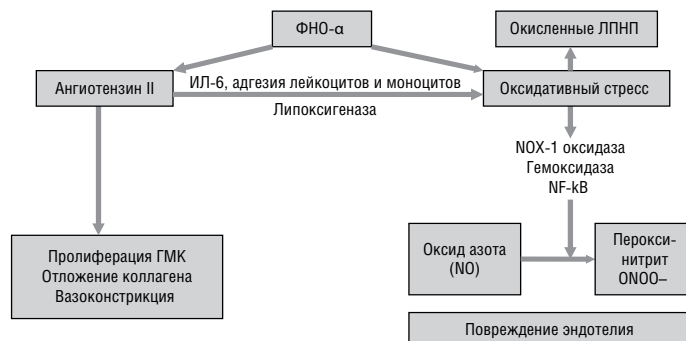 ФНО-α
Окисленные ЛПНП
Ангиотензин II
ИЛ-6, адгезия лейкоцитов и моноцитов
Липоксигеназа
Оксидативный стресс
NOX-1 оксидаза
Гемоксидаза
NF-kB
Пролиферация ГМК
Отложение коллагена
Вазоконстрикция
Оксид азота
(NO)
Перокси-
нитрит
ONOO–
Повреждение эндотелия